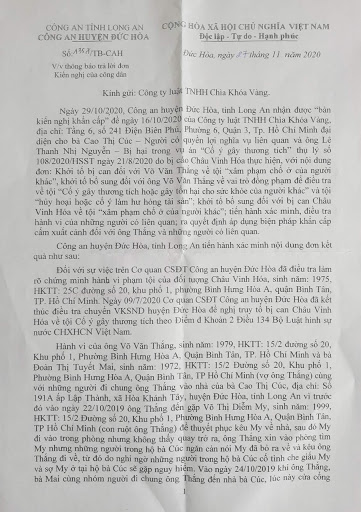 CÔNG AN TỈNH LONG AN
CÔNG AN HUYỆN ĐỨC HÒA
CỘNG HÒA XÃ HỘI CHỦ NGHĨA VIỆT NAM
Độc lập - Tự do - Hạnh phúc
Số: /TB-CAH
Đức Hòa, ngày tháng 11 năm 2020
V/v thông báo trả lời đơn
Kiến nghị của công dân
Kính gửi: Công ty luật TNHH Chìa Khóa Vàng.
Ngày 29/10/2020, Công an huyện Đức Hòa, tỉnh Long An nhận được "bản
kiến nghị khẩn cấp" đề ngày 16/10/2020 của Công ty luật TNHH Chìa Khóa Vàng,
địa chỉ: Tầng 6, số 241 Điện Biên Phủ, Phường 6, Quận 3, Tp. Hồ Chí Minh đại
diện cho bà Cao Thị Cúc – Người có quyền lợi nghĩa vụ liên quan và ông Lê
Thanh Nhị Nguyễn – Bị hại trong vụ án "Cố ý gây thương tích" thụ lý số
108/2020/HSST ngày 21/8/2020 do bị cáo Châu Vinh Hóa thực hiện, với nội dung
đơn: Khởi tố bị can đối với Võ Văn Thắng về tội "xâm phạm chỗ ở của người
khác", khởi tố bổ sung đối với ông Võ Văn Thắng về vai trò đồng phạm để điều tra
về tội "Cố ý gây thương tích hoặc gây tổn hại cho sức khỏe của người khác" và tội
"hủy hoại hoặc cố ý làm hư hỏng tài sản"; khởi tố bổ sung đối với bị can Châu
Vinh Hóa về tội "xâm phạm chỗ ở của người khác"; tiến hành xác minh, điều tra
hành vi của những người có liên quan; ra quyết định áp dụng biện pháp khẩn cấp
cấm xuất cảnh đối với ông Thắng và những người có liên quan.
Công an huyện Đức Hòa, tỉnh Long An tiến hành xác minh nội dung đơn kết
quả như sau:
Đối với sự việc trên Cơ quan CSĐT Công an huyện Đức Hòa đã điều tra làm
rõ chứng minh hành vi phạm tội của đối tượng Châu Vinh Hóa, sinh năm: 1975,
HKTT: 25C đường số 20, khu phố 1, phường Bình Hưng Hòa A, quận Bình Tân,
TP. Hồ Chí Minh. Ngày 09/7/2020 Cơ quan CSĐT Công an huyện Đức Hòa đã kết
thúc điều tra chuyển VKSND huyện Đức Hòa đề nghị truy tố bị can Châu Vinh
Hóa về tội Cố ý gây thương tích theo Điểm đ Khoản 2 Điều 134 Bộ Luật hình sự
nước CHXHCN Việt Nam.
Hành vi của ông Võ Văn Thắng, sinh năm: 1979, HKTT: 15/2 đường số 20,
Khu phố 1, Phường Bình Hưng Hòa A, Quận Bình Tân, TP. Hồ Chí Minh và bà
Đoàn Thị Tuyết Mai, sinh năm: 1972, HKTT: 15/2 Đường số 20, Khu phố 1,
Phường Bình Hưng Hòa A, Quận Bình Tân, TP Hồ Chí Minh (vợ ông Thắng) cùng
với những người đi chung ông Thắng vào nhà của bà Cao Thị Cúc, địa chỉ: Số
191A ấp Lập Thành, xã Hòa Khánh Tây, huyện Đức Hòa, tỉnh Long An vì trước
đó vào ngày 22/10/2019 ông Thắng đến gặp Võ Thị Diễm My, sinh năm: 1999,
HKTT: 15/2 Đường số 20, Khu phố 1, Phường Bình Hưng Hòa A, Quận Bình Tân,
TP Hồ Chí Minh (con ruột ông Thắng) để thuyết phục kêu My về nhà, sau đó My
đi vào trong phòng nhưng không thấy quay trở ra, ông Thắng xin vào phòng tìm
My nhưng những người trong hộ bà Cúc ngăn cản nói My đã bỏ ra về và kêu ông
Thắng đi về, từ đó do nghi ngờ những người trong hộ bà Cúc cố tình che giấu My
và sợ My ở tại hộ bà Cúc sẽ gặp nguy hiểm. Vào ngày 24/10/2019 khi ông Thắng,
bà Mai cùng nhóm người đi chung ông Thắng đến nhà bà Cúc, lúc này cửa cổng
1